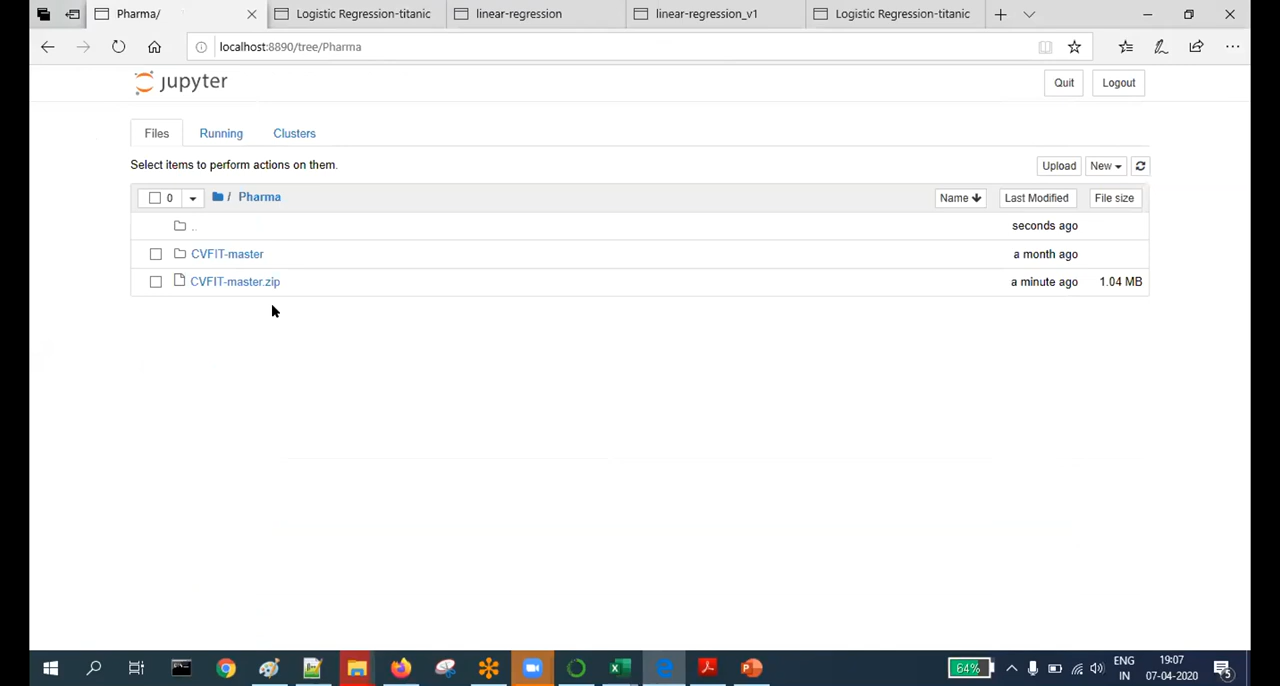 Pharma/
Logistic Regression-titanic
linear-regression
linear-regression_v1
Logistic Regression-titanic
localhost:8890/tree/Pharma
jupyter
Quit
Logout
Files
Running
Clusters
Select items to perform actions on them.
Upload
New
0
/ Pharma
Name
Last Modified
File size
..
seconds ago
CVFIT-master
a month ago
CVFIT-master.zip
a minute ago
1.04 MB
64%
ENG
IN
19:07
07-04-2020
5